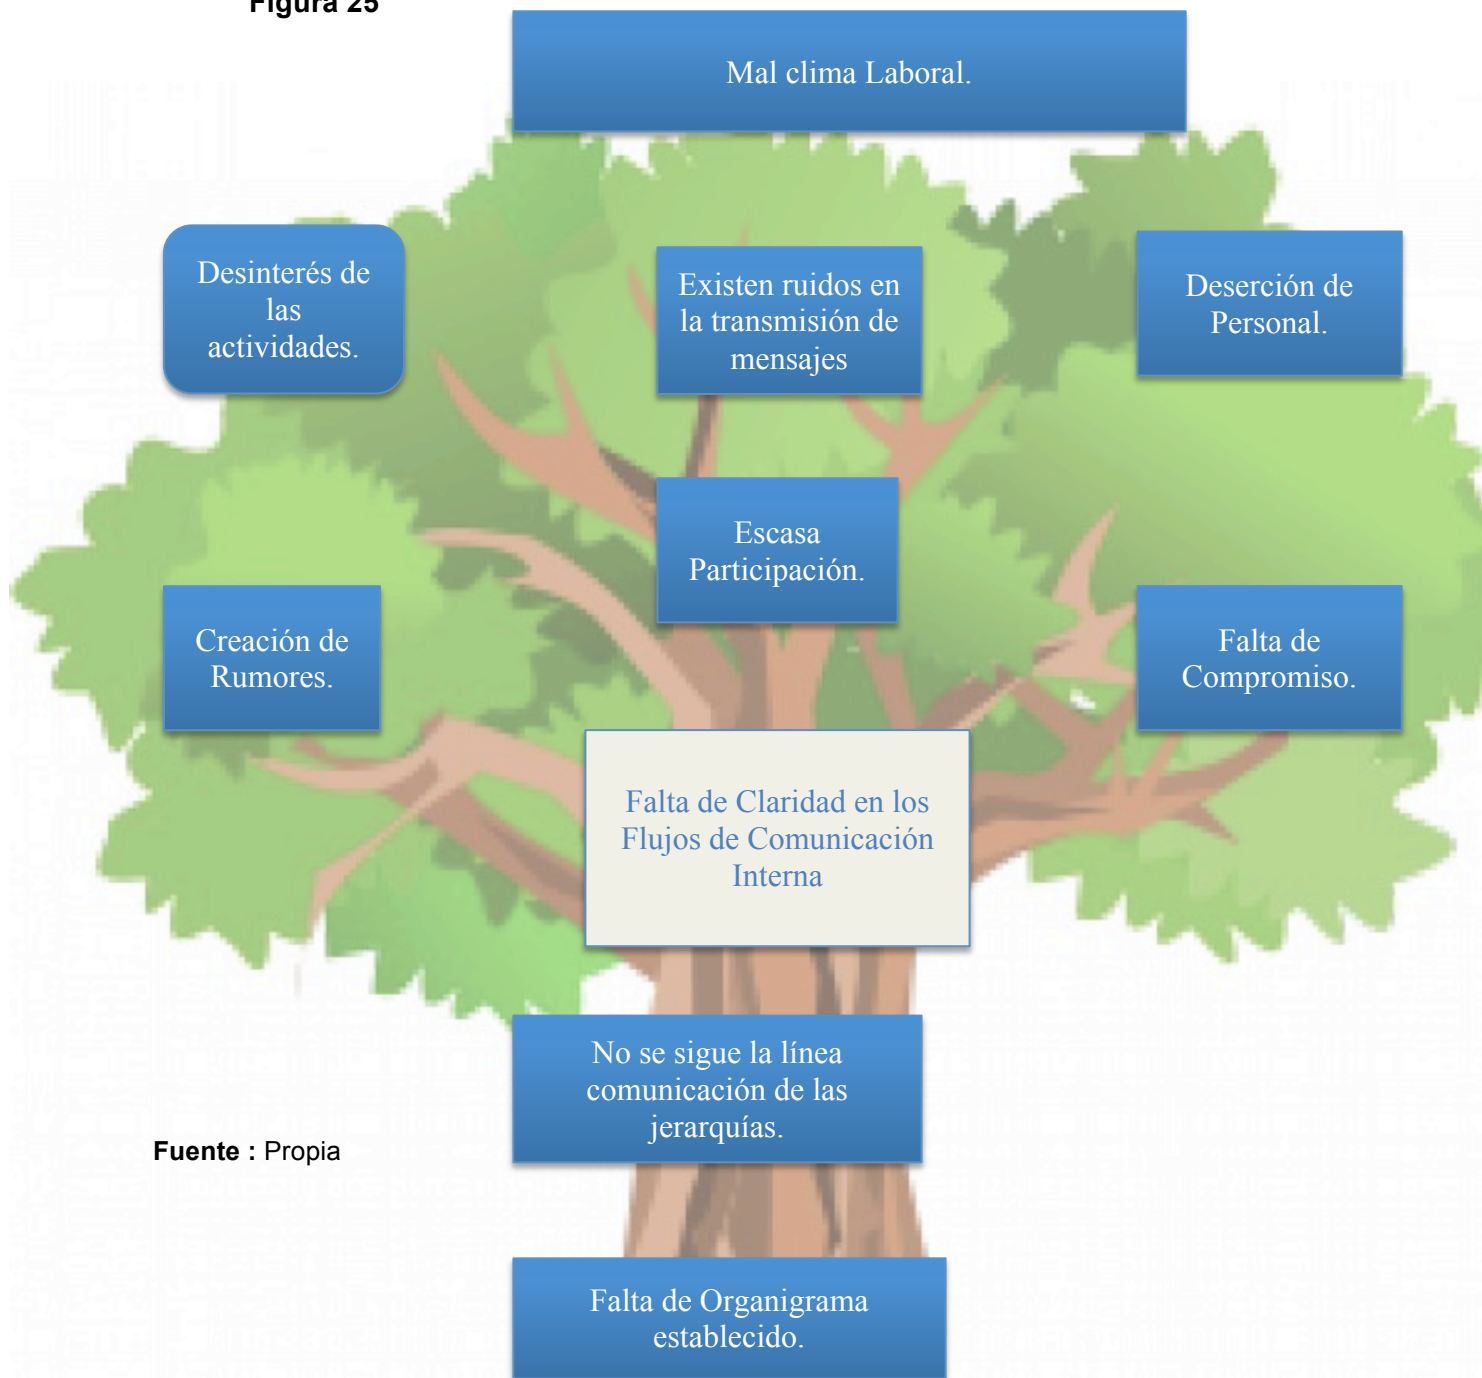 Figura 25
Mal clima Laboral.
Desinterés de
las
actividades.
Existen ruidos en
la transmisión de
mensajes
Deserción de
Personal.
Escasa
Participación.
Creación de
Rumores.
Falta de
Compromiso.
Falta de Claridad en los
Flujos de Comunicación
Interna
No se sigue la línea
comunicación de las
jerarquías.
Fuente : Propia
Falta de Organigrama
establecido.